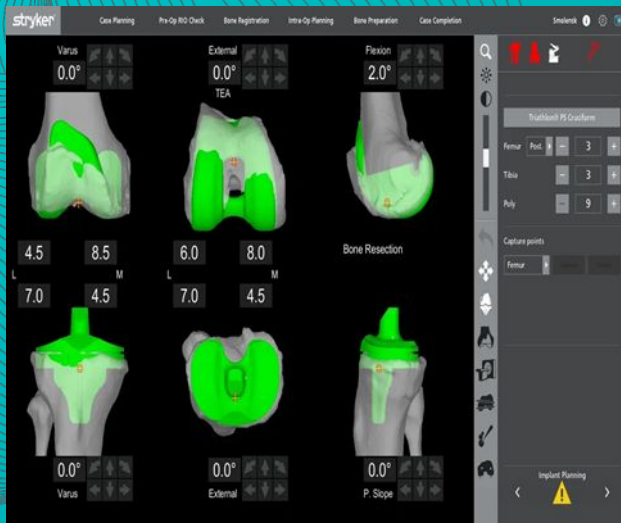 stryker
Case Planning
Pre-Op RIO Check
Bone Registration
Intra-Op Planning
Bone Preparation
Case Completion
Smolensk
Varus
0.0°
External
0.0°
TEA
Flexion
2.0°
4.5 8.5
L M
7.0 4.5
6.0 8.0
L M
7.0 4.5
Bone Resection
0.0°
Varus
0.0°
External
0.0°
P. Slope
Triathlon® PS Cruciform
Femur Post. - 3 +
Tibia - 3 +
Poly - 9 +
Capture points
Femur
Implant Planning